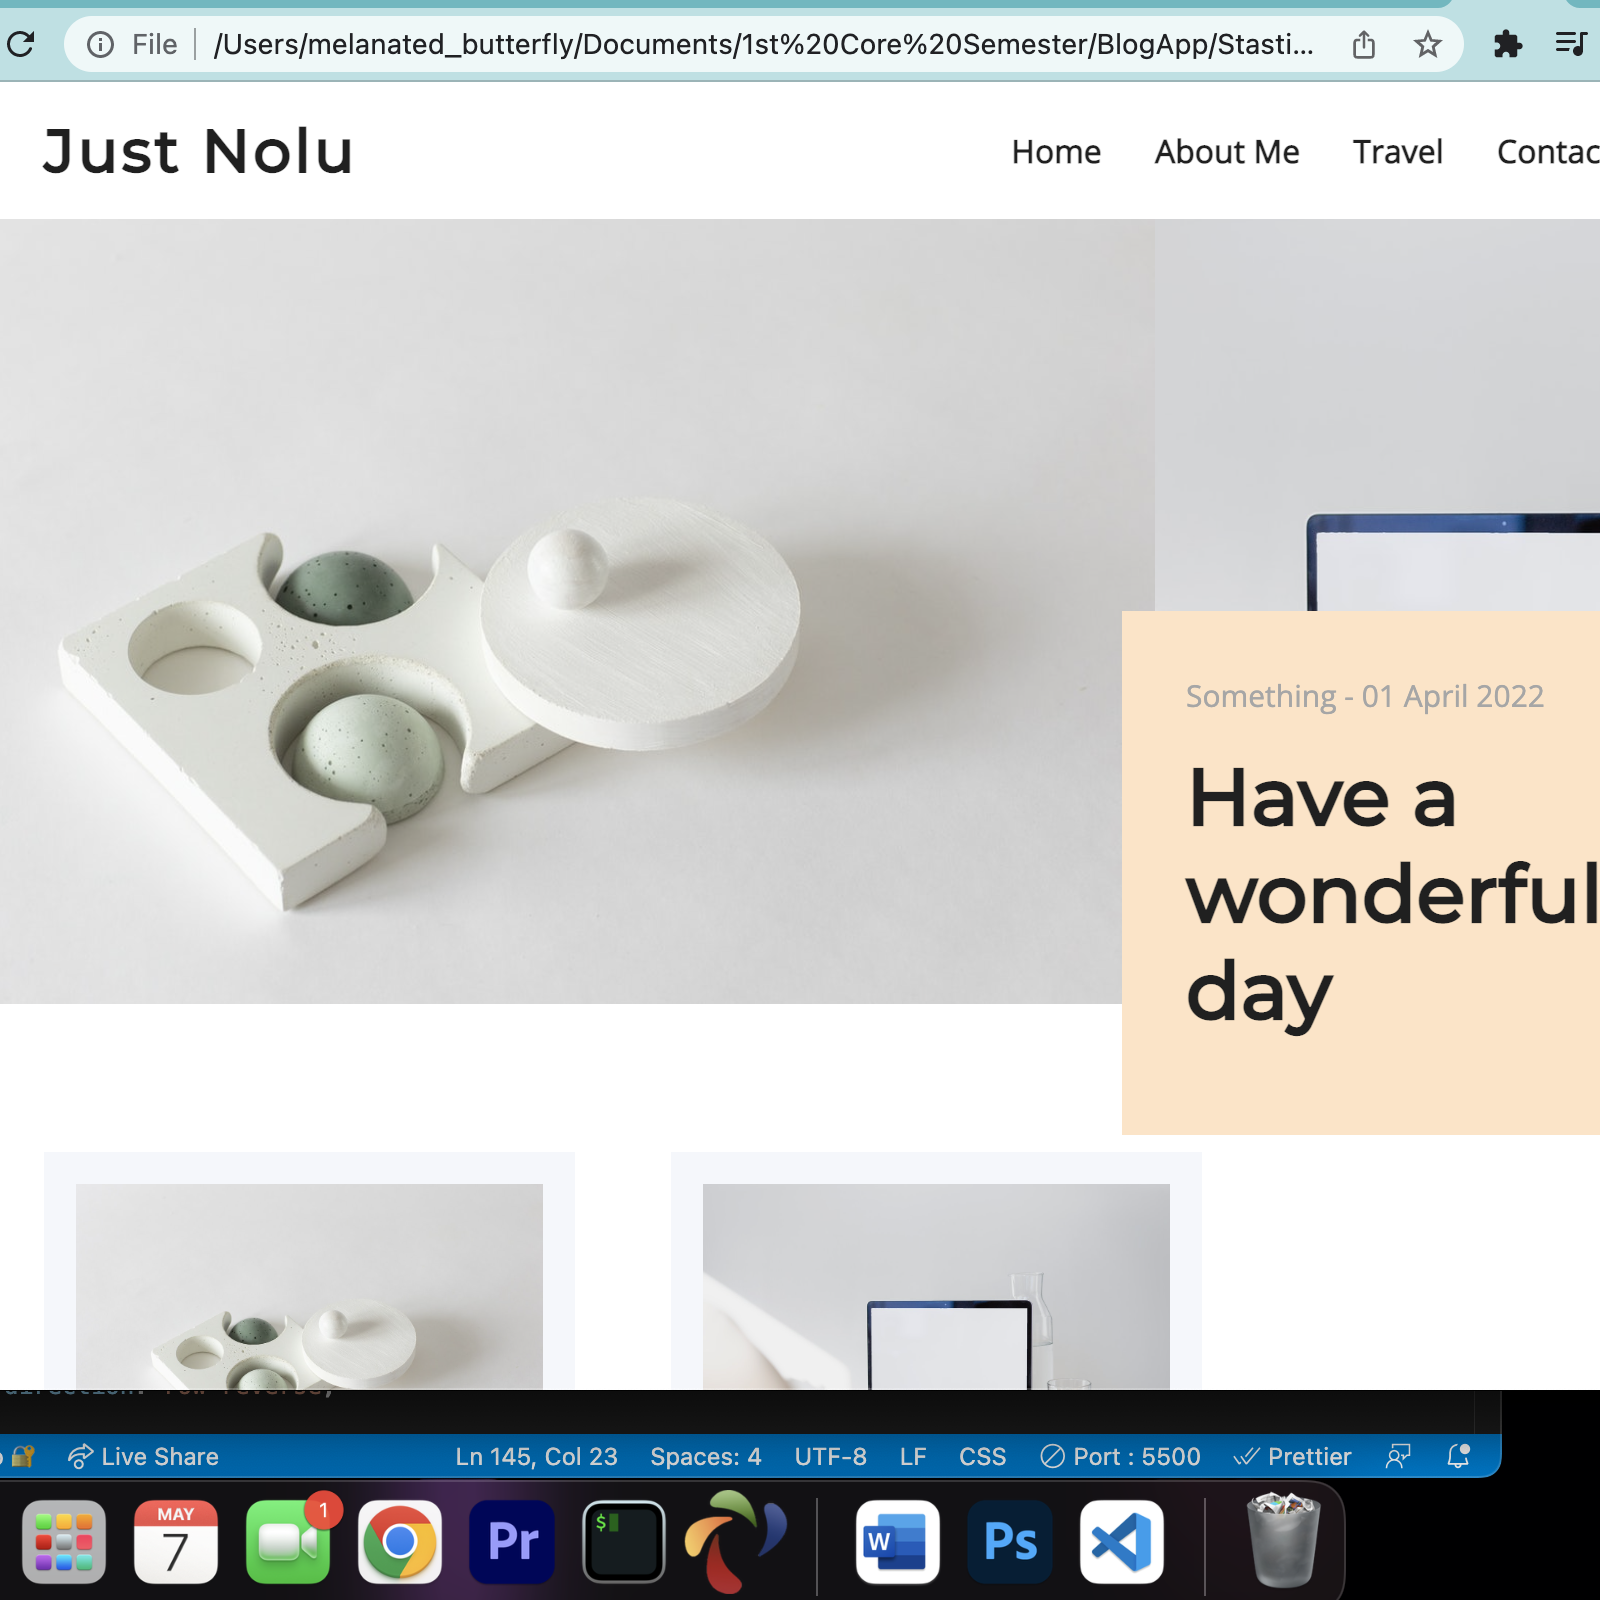 File
/Users/melanated_butterfly/Documents/1st%20Core%20Semester/BlogApp/Stasti...
Just Nolu
Home About Me Travel Contac
Something - 01 April 2022
Have a
wonderful
day
Live Share Ln 145, Col 23 Spaces: 4 UTF-8 LF CSS Port : 5500 Prettier
MAY
7
1
Pr
$
W
Ps